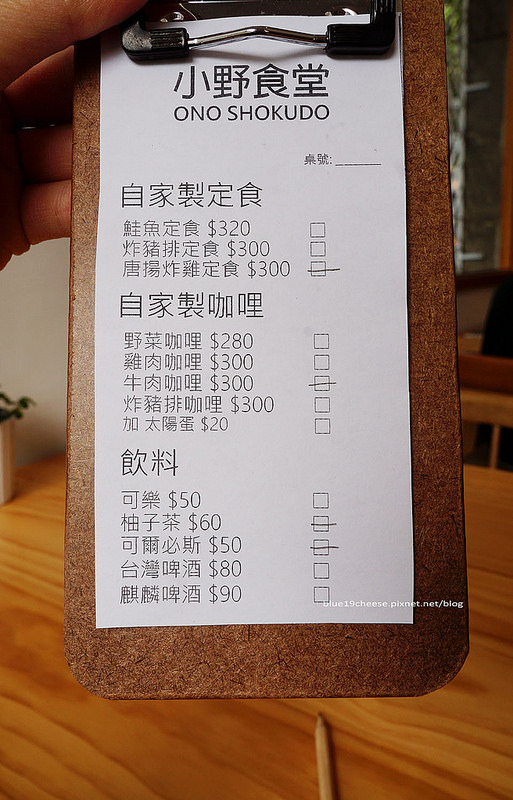 小野食堂
ONO SHOKUDO
桌號: ______
自家製定食
鮭魚定食 $320
炸豬排定食 $300
唐揚炸雞定食 $300
自家製咖哩
野菜咖哩 $280
雞肉咖哩 $300
牛肉咖哩 $300
炸豬排咖哩 $300
加 太陽蛋 $20
飲料
可樂 $50
柚子茶 $60
可爾必斯 $50
台灣啤酒 $80
麒麟啤酒 $90
blue19cheese.pixnet.net/blog